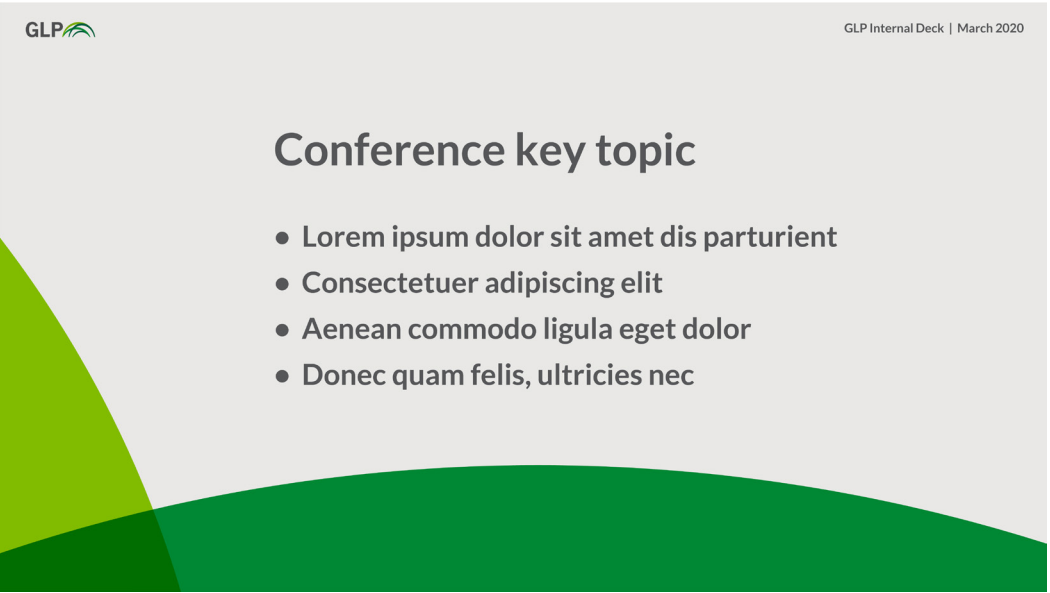 GLP
GLP Internal Deck | March 2020
Conference key topic
● Lorem ipsum dolor sit amet dis parturient
● Consectetuer adipiscing elit
● Aenean commodo ligula eget dolor
● Donec quam felis, ultricies nec